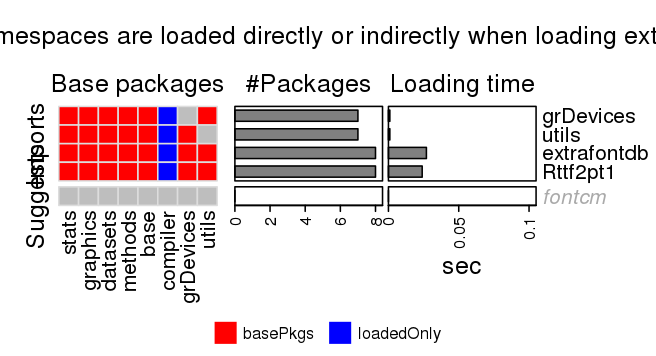 mespaces are loaded directly or indirectly when loading ext
Base packages
#Packages
Loading time
grDevices
utils
extrafontdb
Rttf2pt1
fontcm
Imports
Suggests
stats
graphics
datasets
methods
base
compiler
grDevices
utils
0 2 4 6 8
0 0.05 0.1
sec
basePkgs
loadedOnly